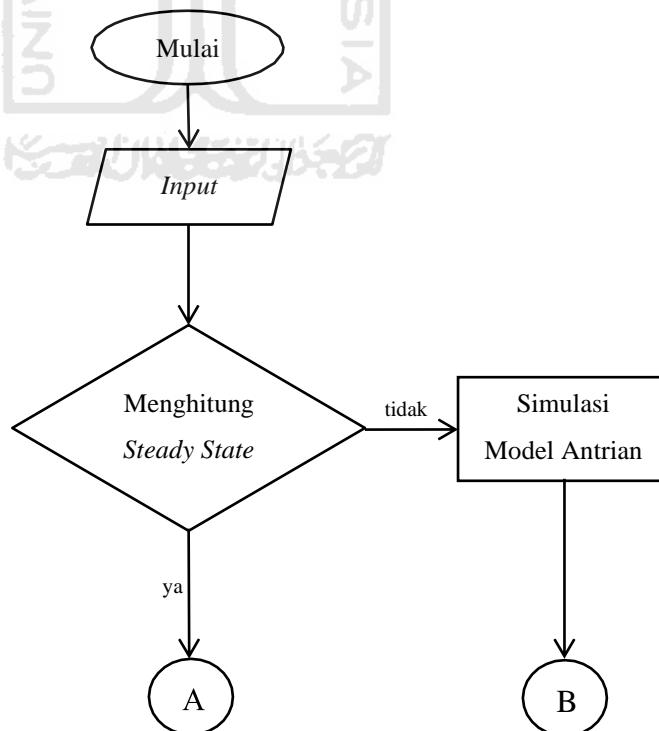 Mulai
Input
Menghitung
Steady State
tidak
Simulasi
Model Antrian
ya
A
B